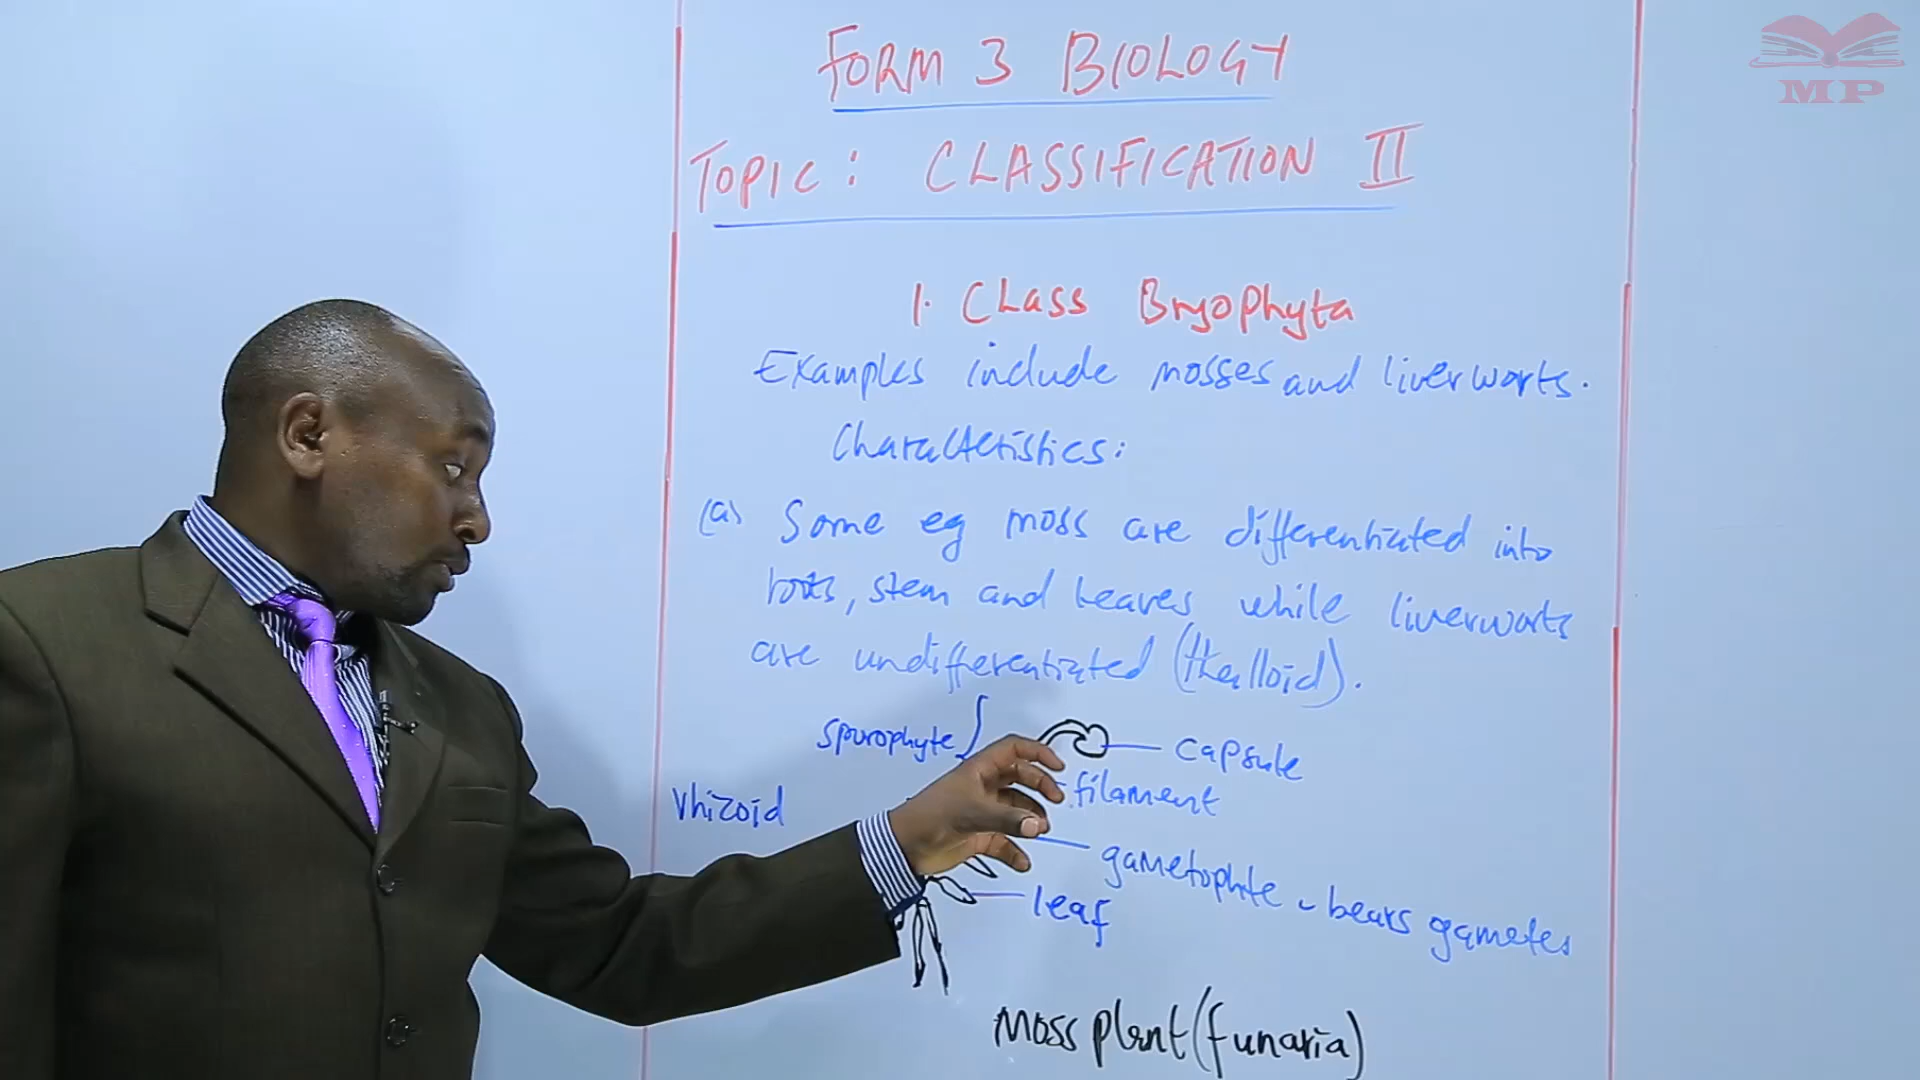 MP
FORM 3 BIOLOGY
TOPIC: CLASSIFICATION II
1. Class Bryophyta
Examples include mosses and liverworts.
Characteristics:
(a) Some eg moss are differentiated into
roots, stem and leaves while liverworts
are undifferentiated (thalloid).
sporophyte
capsule
filament
rhizoid
gametophyte - bears gametes
leaf
Moss plant (funaria)